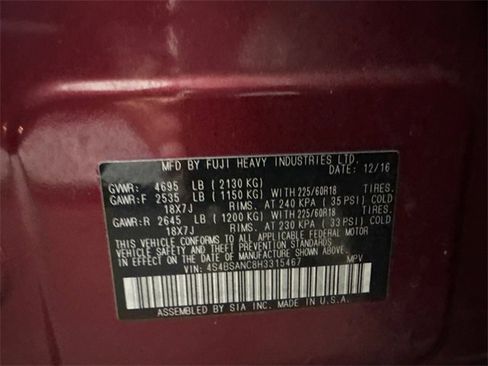 MFD BY FUJI HEAVY INDUSTRIES LTD.
DATE: 12/16
GVWR: 4695 LB ( 2130 KG)
GAWR:F 2535 LB ( 1150 KG) WITH 225/60R18 TIRES.
18X7J RIMS. AT 240 KPA ( 35 PSI) COLD
GAWR:R 2645 LB ( 1200 KG) WITH 225/60R18 TIRES.
18X7J RIMS. AT 230 KPA ( 33 PSI) COLD
THIS VEHICLE CONFORMS TO ALL APPLICABLE FEDERAL MOTOR
VEHICLE SAFETY AND THEFT PREVENTION STANDARDS
IN EFFECT ON THE DATE OF MANUFACTURE SHOWN ABOVE.
VIN: 4S4BSANC8H3315467 MPV
ASSEMBLED BY SIA INC. MADE IN U.S.A.